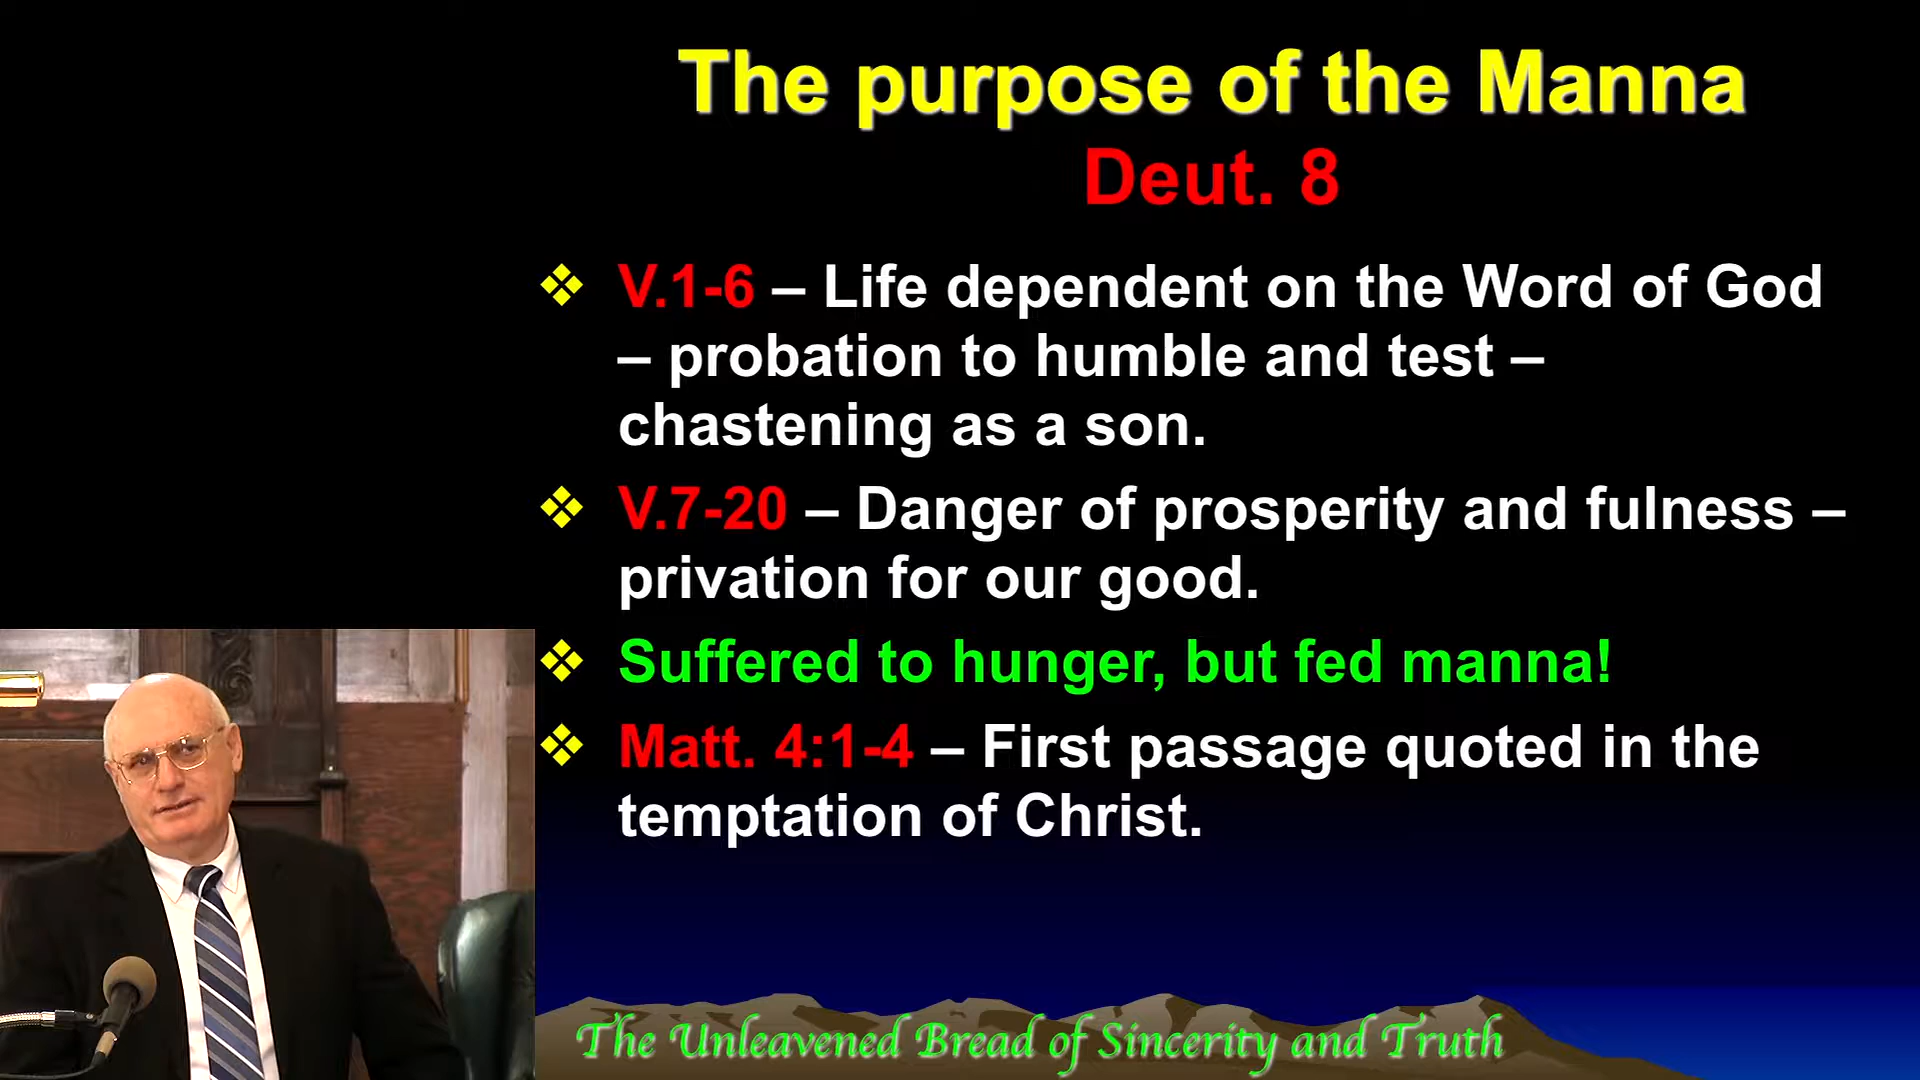 The purpose of the Manna
Deut. 8
V.1-6 – Life dependent on the Word of God
– probation to humble and test –
chastening as a son.
V.7-20 – Danger of prosperity and fulness –
privation for our good.
Suffered to hunger, but fed manna!
Matt. 4:1-4 – First passage quoted in the
temptation of Christ.
The Unleavened Bread of Sincerity and Truth